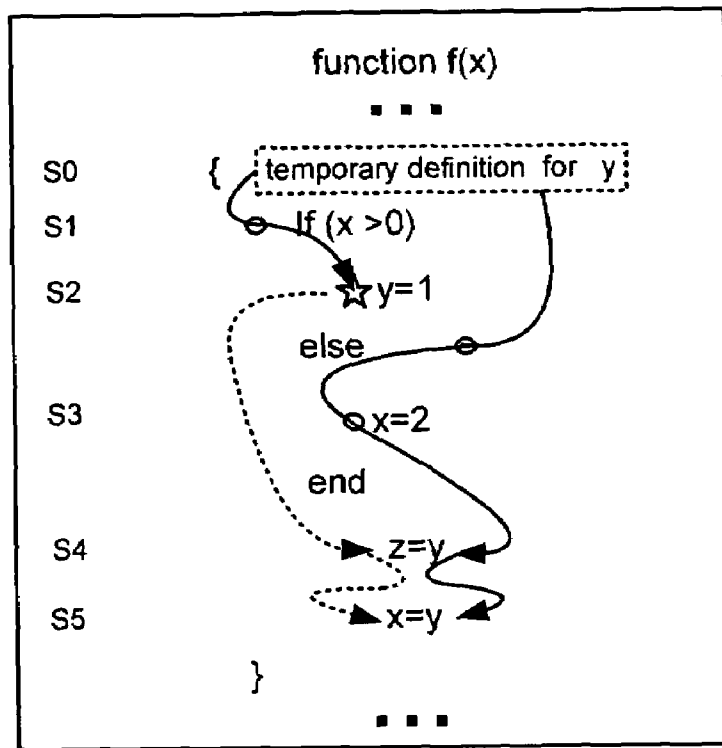 function f(x)
...
S0 { temporary definition for y
S1 If (x >0)
S2 y=1
else
S3 x=2
end
S4 z=y
S5 x=y
}
...